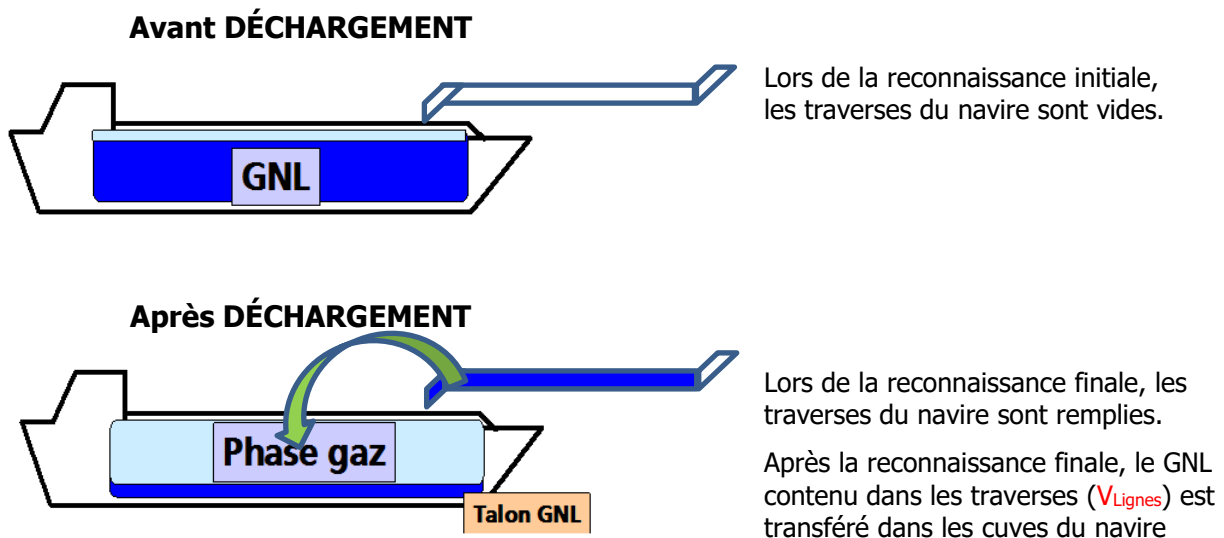 Avant DÉCHARGEMENT
Lors de la reconnaissance initiale,
les traverses du navire sont vides.
GNL
Après DÉCHARGEMENT
Lors de la reconnaissance finale, les
traverses du navire sont remplies.
Phase gaz
Après la reconnaissance finale, le GNL
contenu dans les traverses (VLignes) est
transféré dans les cuves du navire
Talon GNL